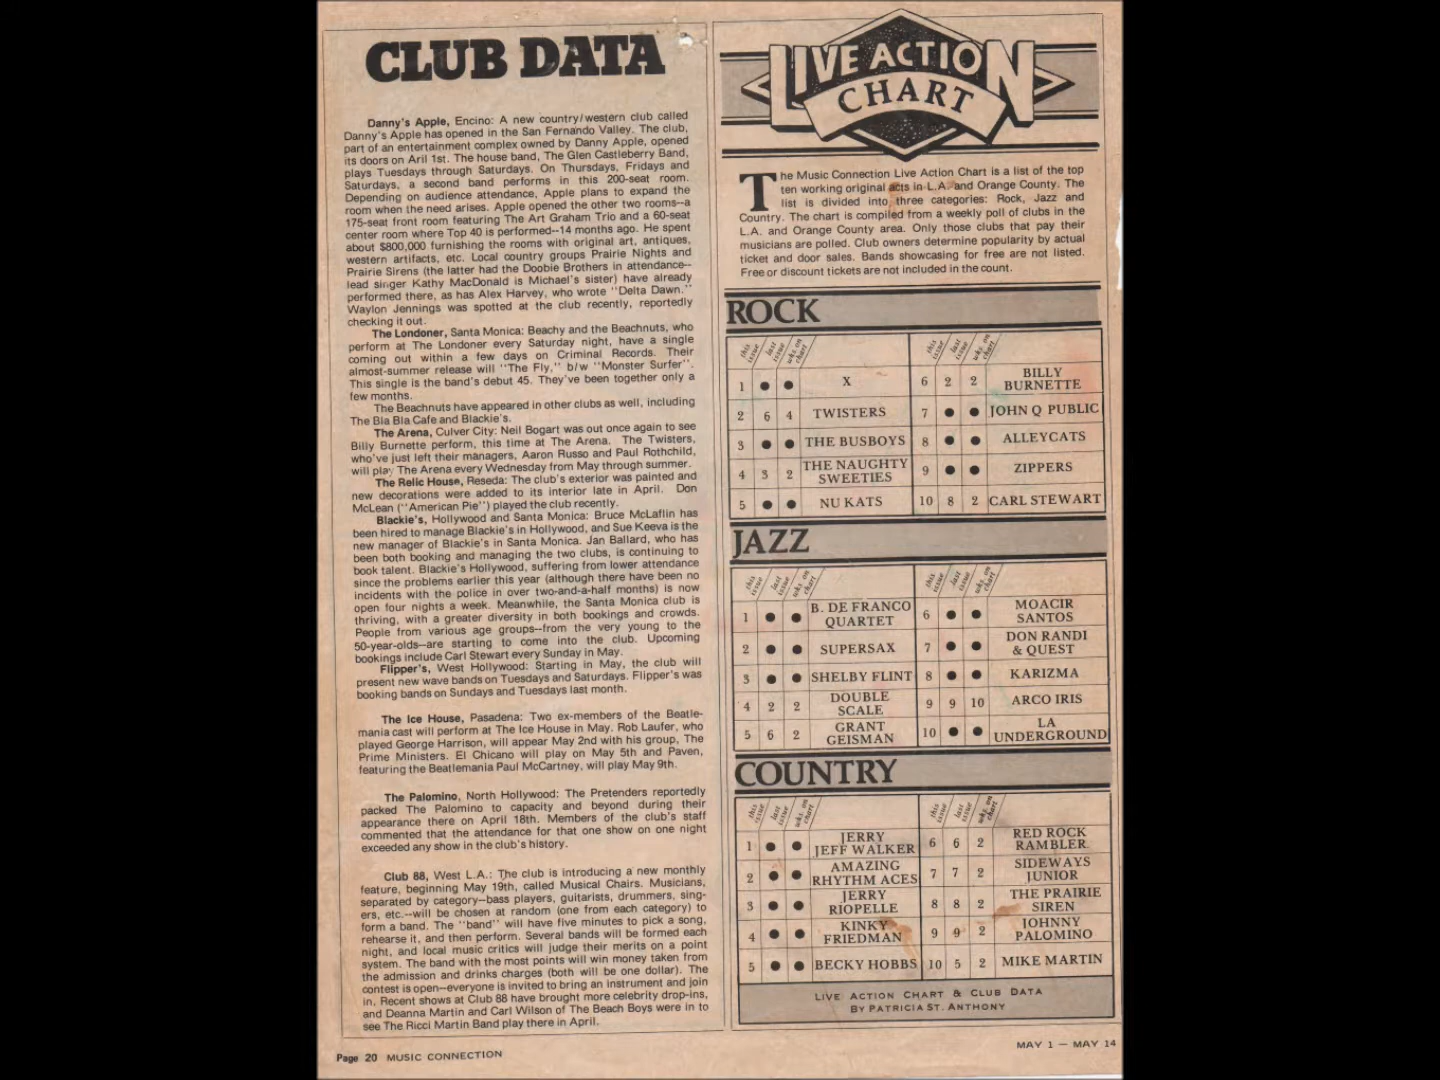 CLUB DATA
Danny's Apple, Encino: A new country/western club called
Danny's Apple has opened in the San Fernando Valley. The club,
part of an entertainment complex owned by Danny Apple, opened
its doors on Aril 1st. The house band, The Glen Castleberry Band,
plays Tuesdays through Saturdays. On Thursdays, Fridays and
Saturdays, a second band performs in this 200-seat room.
Depending on audience attendance, Apple plans to expand the
room when the need arises. Apple opened the other two rooms--a
175-seat front room featuring The Art Graham Trio and a 60-seat
center room where Top 40 is performed--14 months ago. He spent
about $800,000 furnishing the rooms with original art, antiques,
western artifacts, etc. Local country groups Prairie Nights and
Prairie Sirens (the latter had the Doobie Brothers in attendance--
lead singer Kathy MacDonald is Michael's sister) have already
performed there, as has Alex Harvey, who wrote "Delta Dawn."
Waylon Jennings was spotted at the club recently, reportedly
checking it out.
The Londoner, Santa Monica: Beachy and the Beachnuts, who
perform at The Londoner every Saturday night, have a single
coming out within a few days on Criminal Records. Their
almost-summer release will "The Fly," b/w "Monster Surfer".
This single is the band's debut 45. They've been together only a
few months.
The Beachnuts have appeared in other clubs as well, including
The Bla Bla Cafe and Blackie's.
The Arena, Culver City: Neil Bogart was out once again to see
Billy Burnette perform, this time at The Arena. The Twisters,
who've just left their managers, Aaron Russo and Paul Rothchild,
will play The Arena every Wednesday from May through summer.
The Relic House, Reseda: The club's exterior was painted and
new decorations were added to its interior late in April. Don
McLean ("American Pie") played the club recently.
Blackie's, Hollywood and Santa Monica: Bruce McLaflin has
been hired to manage Blackie's in Hollywood, and Sue Keeva is the
new manager of Blackie's in Santa Monica. Jan Ballard, who has
been both booking and managing the two clubs, is continuing to
book talent. Blackie's Hollywood, suffering from lower attendance
since the problems earlier this year (although there have been no
incidents with the police in over two-and-a-half months) is now
open four nights a week. Meanwhile, the Santa Monica club is
thriving, with a greater diversity in both bookings and crowds.
People from various age groups--from the very young to the
50-year-olds--are starting to come into the club. Upcoming
bookings include Carl Stewart every Sunday in May.
Flipper's, West Hollywood: Starting in May, the club will
present new wave bands on Tuesdays and Saturdays. Flipper's was
booking bands on Sundays and Tuesdays last month.
The Ice House, Pasadena: Two ex-members of the Beatle-
mania cast will perform at The Ice House in May. Rob Laufer, who
played George Harrison, will appear May 2nd with his group, The
Prime Ministers. El Chicano will play on May 5th and Paven,
featuring the Beatlemania Paul McCartney, will play May 9th.
The Palomino, North Hollywood: The Pretenders reportedly
packed The Palomino to capacity and beyond during their
appearance there on April 18th. Members of the club's staff
commented that the attendance for that one show on one night
exceeded any show in the club's history.
Club 88, West L.A.: The club is introducing a new monthly
feature, beginning May 19th, called Musical Chairs. Musicians,
separated by category--bass players, guitarists, drummers, sing-
ers, etc.--will be chosen at random (one from each category) to
form a band. The "band" will have five minutes to pick a song,
rehearse it, and then perform. Several bands will be formed each
night, and local music critics will judge their merits on a point
system. The band with the most points will win money taken from
the admission and drinks charges (both will be one dollar). The
contest is open--everyone is invited to bring an instrument and join
in. Recent shows at Club 88 have brought more celebrity drop-ins,
and Deanna Martin and Carl Wilson of The Beach Boys were in to
see The Ricci Martin Band play there in April.
Page 20 MUSIC CONNECTION
LIVE ACTION
CHART
The Music Connection Live Action Chart is a list of the top
ten working original acts in L.A. and Orange County. The
list is divided into three categories: Rock, Jazz and
Country. The chart is compiled from a weekly poll of clubs in the
L.A. and Orange County area. Only those clubs that pay their
musicians are polled. Club owners determine popularity by actual
ticket and door sales. Bands showcasing for free are not listed.
Free or discount tickets are not included in the count.
ROCK
this issue last issue wks. on chart this issue last issue wks. on chart
1 ● ● X 6 2 2 BILLY BURNETTE
2 6 4 TWISTERS 7 ● ● JOHN Q PUBLIC
3 ● ● THE BUSBOYS 8 ● ● ALLEYCATS
4 3 2 THE NAUGHTY SWEETIES 9 ● ● ZIPPERS
5 ● ● NU KATS 10 8 2 CARL STEWART
JAZZ
this issue last issue wks. on chart this issue last issue wks. on chart
1 ● ● B. DE FRANCO QUARTET 6 ● ● MOACIR SANTOS
2 ● ● SUPERSAX 7 ● ● DON RANDI & QUEST
3 ● ● SHELBY FLINT 8 ● ● KARIZMA
4 2 2 DOUBLE SCALE 9 9 10 ARCO IRIS
5 6 2 GRANT GEISMAN 10 ● ● LA UNDERGROUND
COUNTRY
this issue last issue wks. on chart this issue last issue wks. on chart
1 ● ● JERRY JEFF WALKER 6 6 2 RED ROCK RAMBLER
2 ● ● AMAZING RHYTHM ACES 7 7 2 SIDEWAYS JUNIOR
3 ● ● JERRY RIOPELLE 8 8 2 THE PRAIRIE SIREN
4 ● ● KINKY FRIEDMAN 9 9 2 JOHNNY PALOMINO
5 ● ● BECKY HOBBS 10 5 2 MIKE MARTIN
LIVE ACTION CHART & CLUB DATA
BY PATRICIA ST. ANTHONY
MAY 1 — MAY 14